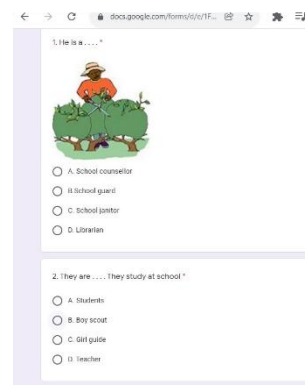 docs.google.com/forms/d/e/1F...
1. He is a . . . . *
A. School counsellor
B.School guard
C. School janitor
D. Librarian
2. They are . . . . They study at school *
A. Students
B. Boy scout
C. Girl guide
D. Teacher